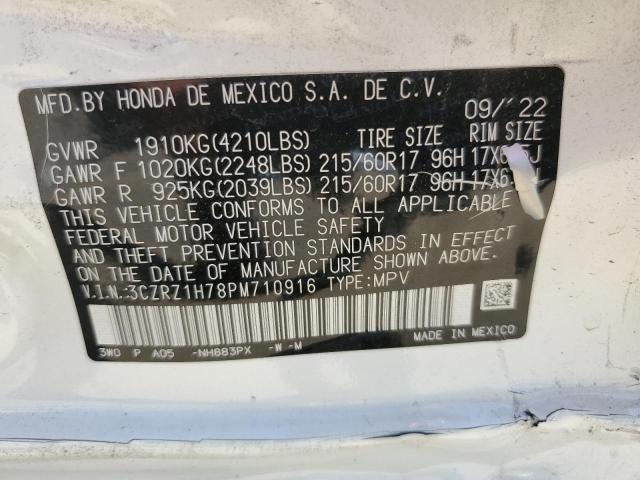 MFD.BY HONDA DE MEXICO S.A. DE C.V.
09/'22
GVWR 1910KG(4210LBS) TIRE SIZE RIM SIZE
GAWR F 1020KG(2248LBS) 215/60R17 96H
GAWR R 925KG(2039LBS) 215/60R17 96H
THIS VEHICLE CONFORMS TO ALL APPLICABLE
FEDERAL MOTOR VEHICLE SAFETY
AND THEFT PREVENTION STANDARDS IN EFFECT
ON THE DATE OF MANUFACTURE SHOWN ABOVE.
V.I.N.:3CZRZ1H78PM710916 TYPE:MPV
MADE IN MEXICO
3W0 P A05 -NH883PX -W -M